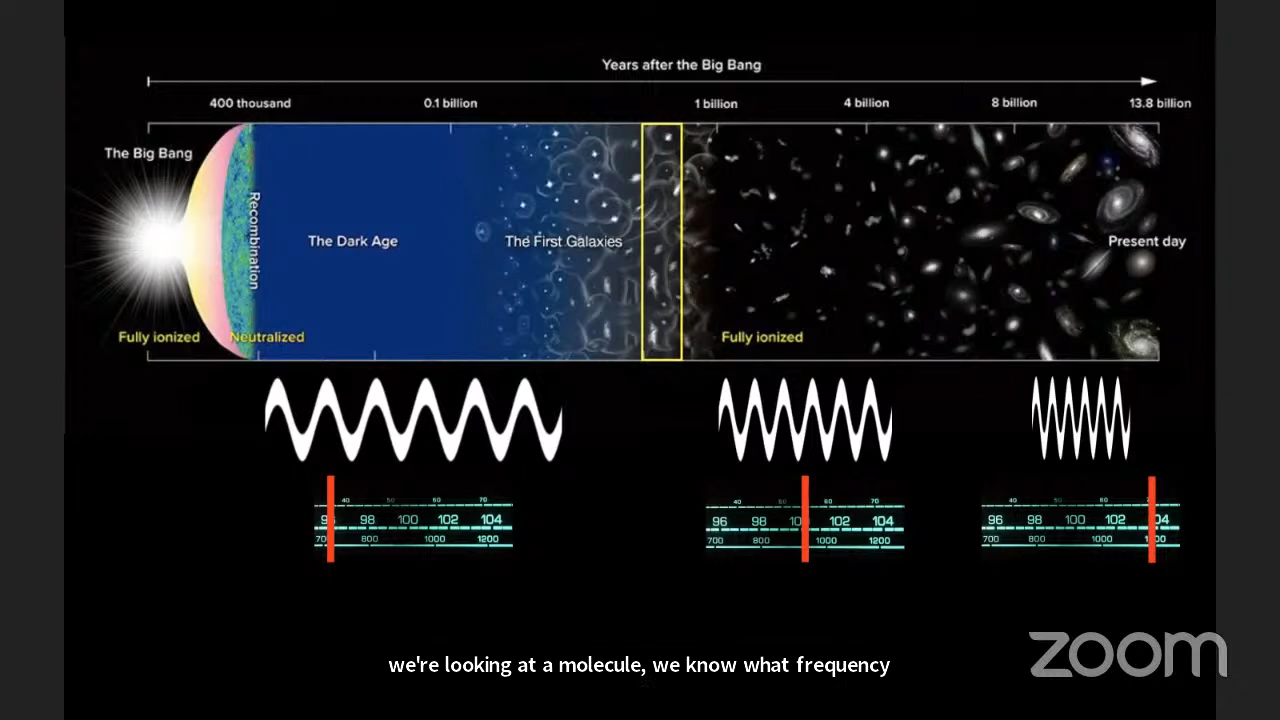 Years after the Big Bang
400 thousand 0.1 billion 1 billion 4 billion 8 billion 13.8 billion
The Big Bang
Recombination
The Dark Age
The First Galaxies
Present day
Fully ionized
Neutralized
Fully ionized
40 50 60 70
98 100 102 104
700 800 1000 1200
40 50 60 70
96 98 102 104
700 800 1000 1200
40 50 60
96 98 100 102
700 800 1000
we're looking at a molecule, we know what frequency
zoom